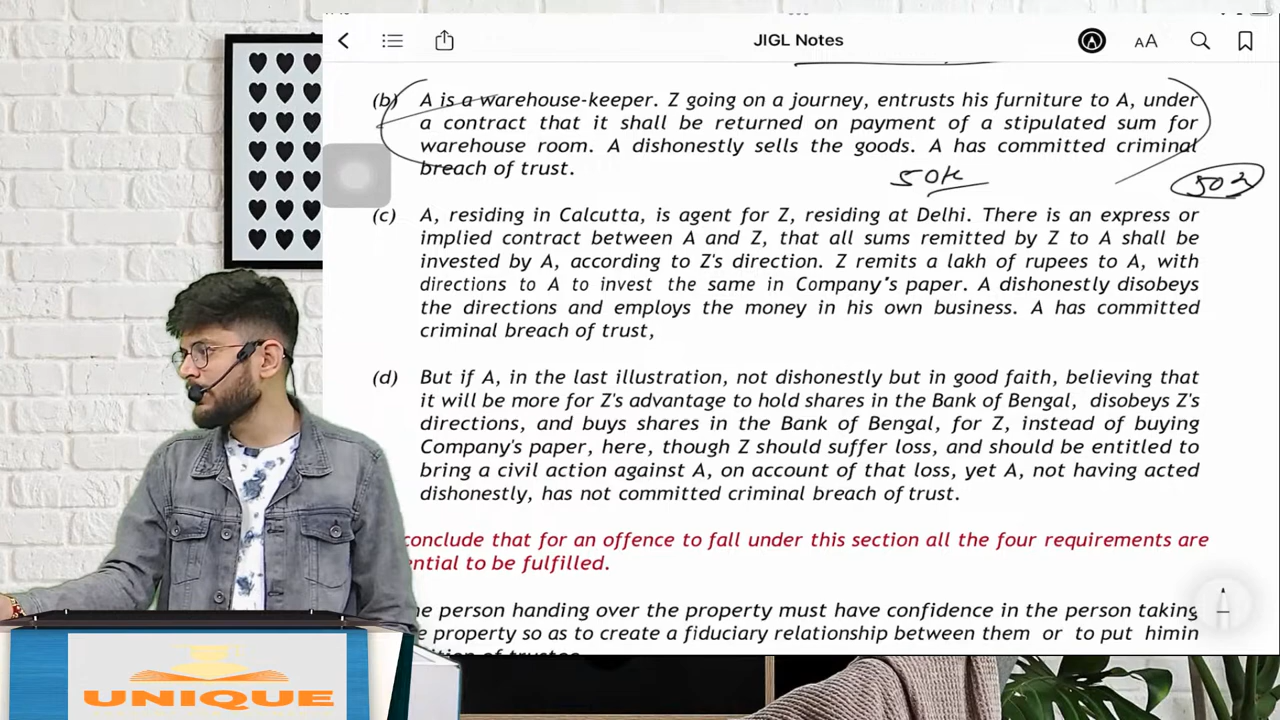 JIGL Notes
AA
(b) A is a warehouse-keeper. Z going on a journey, entrusts his furniture to A, under
a contract that it shall be returned on payment of a stipulated sum for
warehouse room. A dishonestly sells the goods. A has committed criminal
breach of trust.
50k
(c) A, residing in Calcutta, is agent for Z, residing at Delhi. There is an express or
implied contract between A and Z, that all sums remitted by Z to A shall be
invested by A, according to Z's direction. Z remits a lakh of rupees to A, with
directions to A to invest the same in Company's paper. A dishonestly disobeys
the directions and employs the money in his own business. A has committed
criminal breach of trust,
(d) But if A, in the last illustration, not dishonestly but in good faith, believing that
it will be more for Z's advantage to hold shares in the Bank of Bengal, disobeys Z's
directions, and buys shares in the Bank of Bengal, for Z, instead of buying
Company's paper, here, though Z should suffer loss, and should be entitled to
bring a civil action against A, on account of that loss, yet A, not having acted
dishonestly, has not committed criminal breach of trust.
conclude that for an offence to fall under this section all the four requirements are
ential to be fulfilled.
e person handing over the property must have confidence in the person taking
property so as to create a fiduciary relationship between them or to put himin
UNIQUE